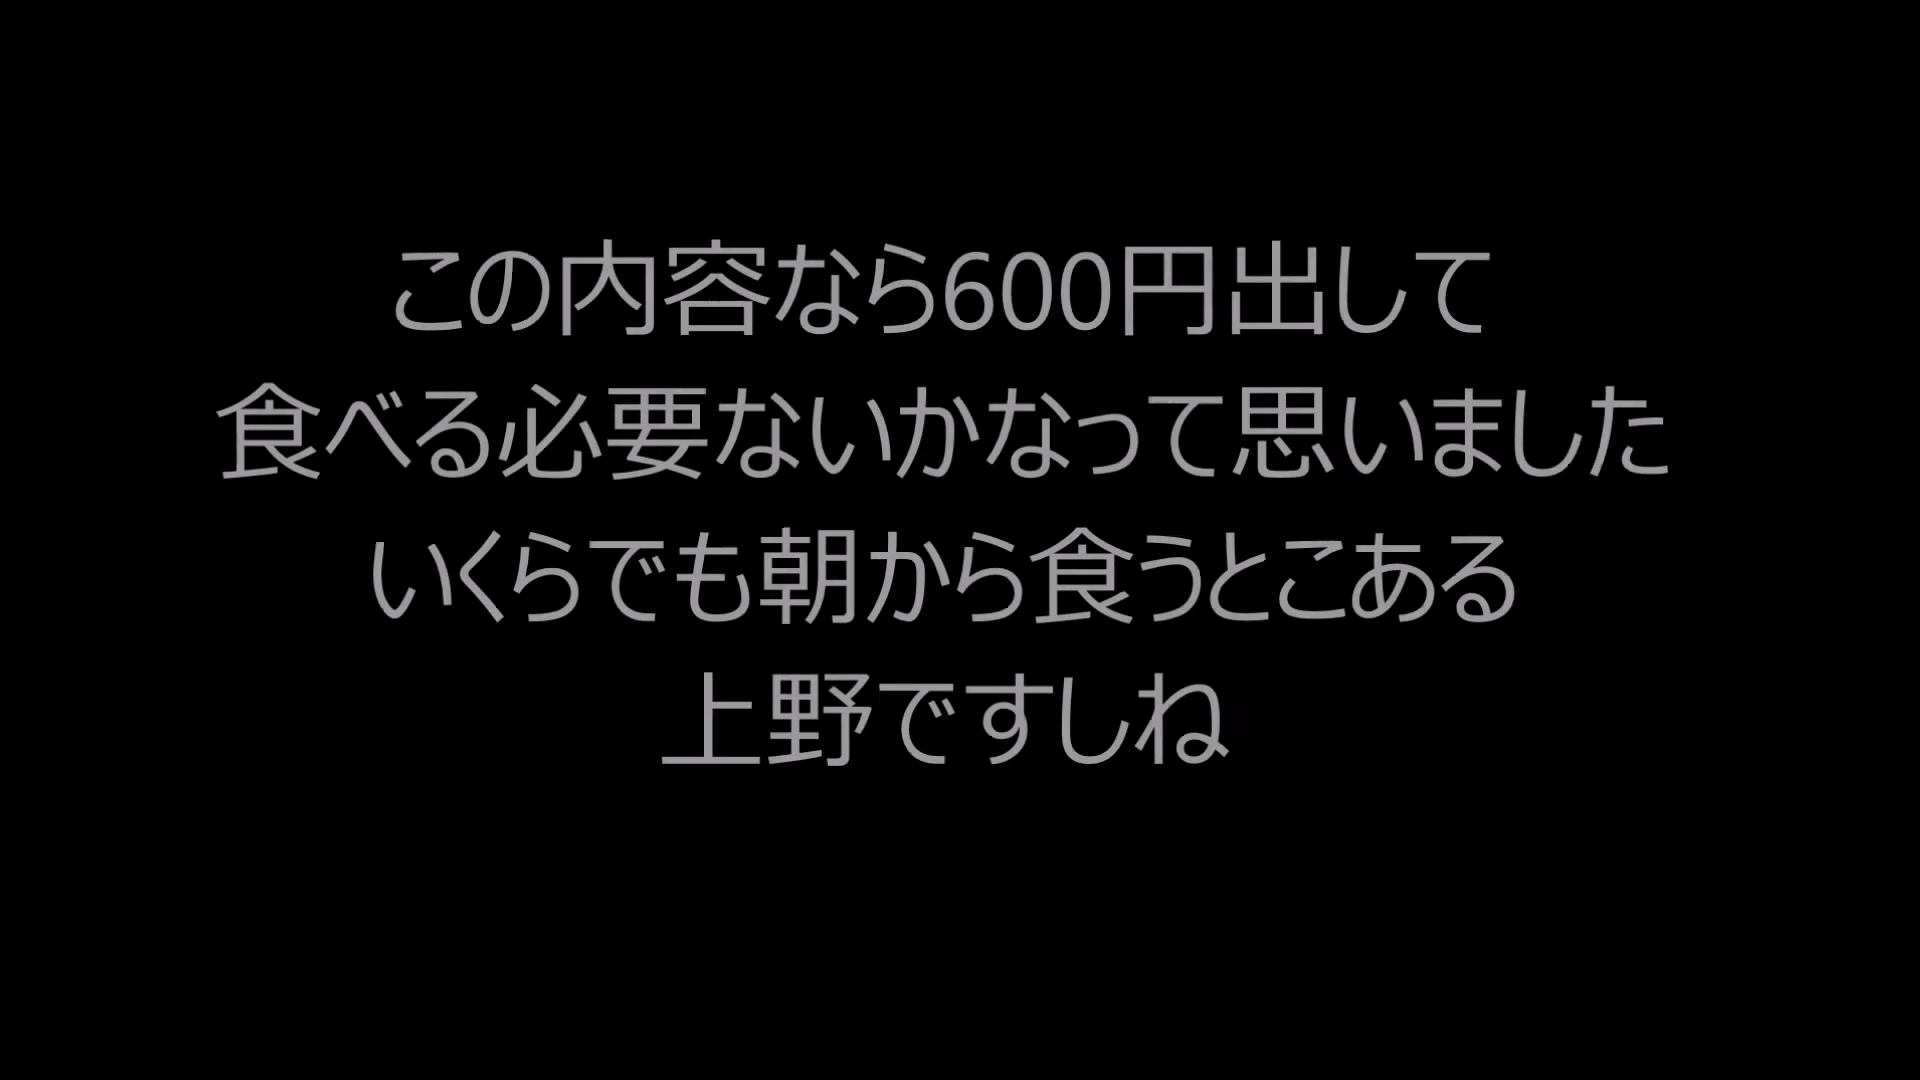 この内容なら600円出して
食べる必要ないかなって思いました
いくらでも朝から食うとこある
上野ですしね